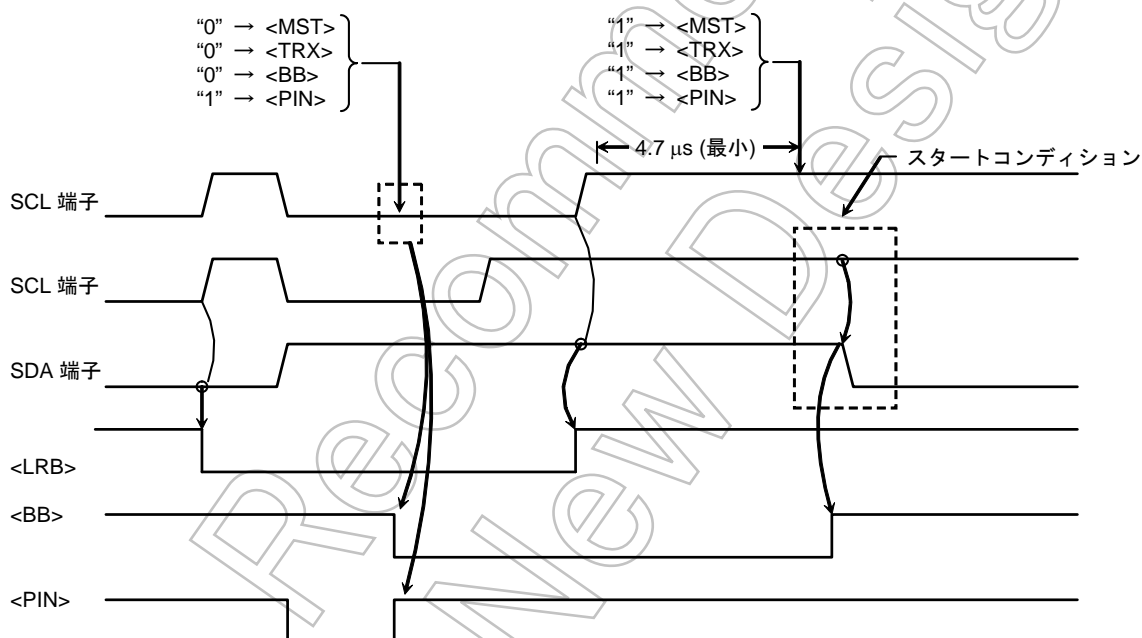 “0” → <MST>
“0” → <TRX>
“0” → <BB>
“1” → <PIN>
“1” → <MST>
“1” → <TRX>
“1” → <BB>
“1” → <PIN>
4.7 μs (最小)
スタートコンディション
SCL 端子
SCL 端子
SDA 端子
<LRB>
<BB>
<PIN>